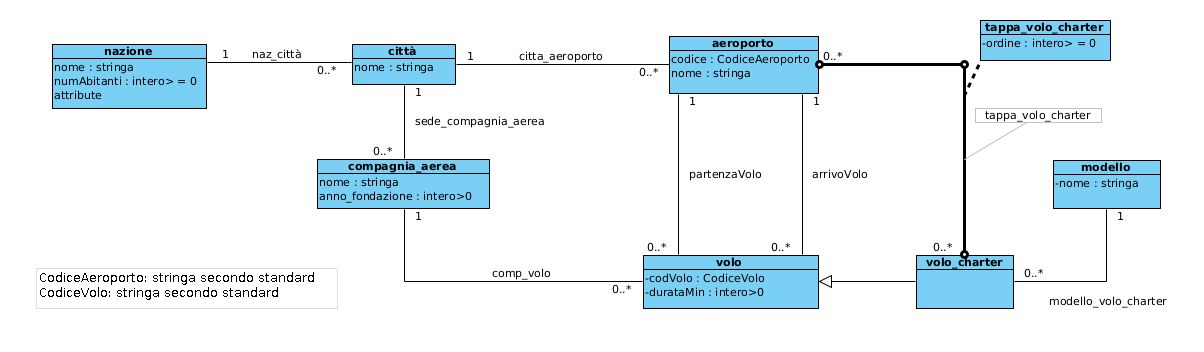 nazione
nome : stringa
numAbitanti : intero> = 0
attribute
1
naz_città
0..*
città
nome : stringa
1
citta_aeroporto
0..*
aeroporto
codice : CodiceAeroporto
nome : stringa
0..*
tappa_volo_charter
-ordine : intero> = 0
1
sede_compagnia_aerea
0..*
1
1
tappa_volo_charter
compagnia_aerea
nome : stringa
anno_fondazione : intero>0
partenzaVolo
arrivoVolo
modello
-nome : stringa
1
1
0..*
0..*
0..*
comp_volo
0..*
volo
-codVolo : CodiceVolo
-durataMin : intero>0
volo_charter
0..*
modello_volo_charter
CodiceAeroporto: stringa secondo standard
CodiceVolo: stringa secondo standard